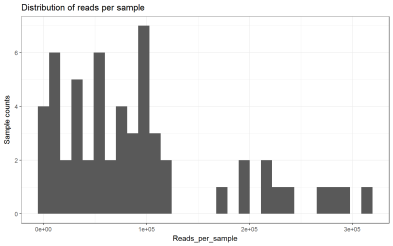 Distribution of reads per sample
6
4
2
0
Sample counts
0e+00 1e+05 2e+05 3e+05
Reads_per_sample